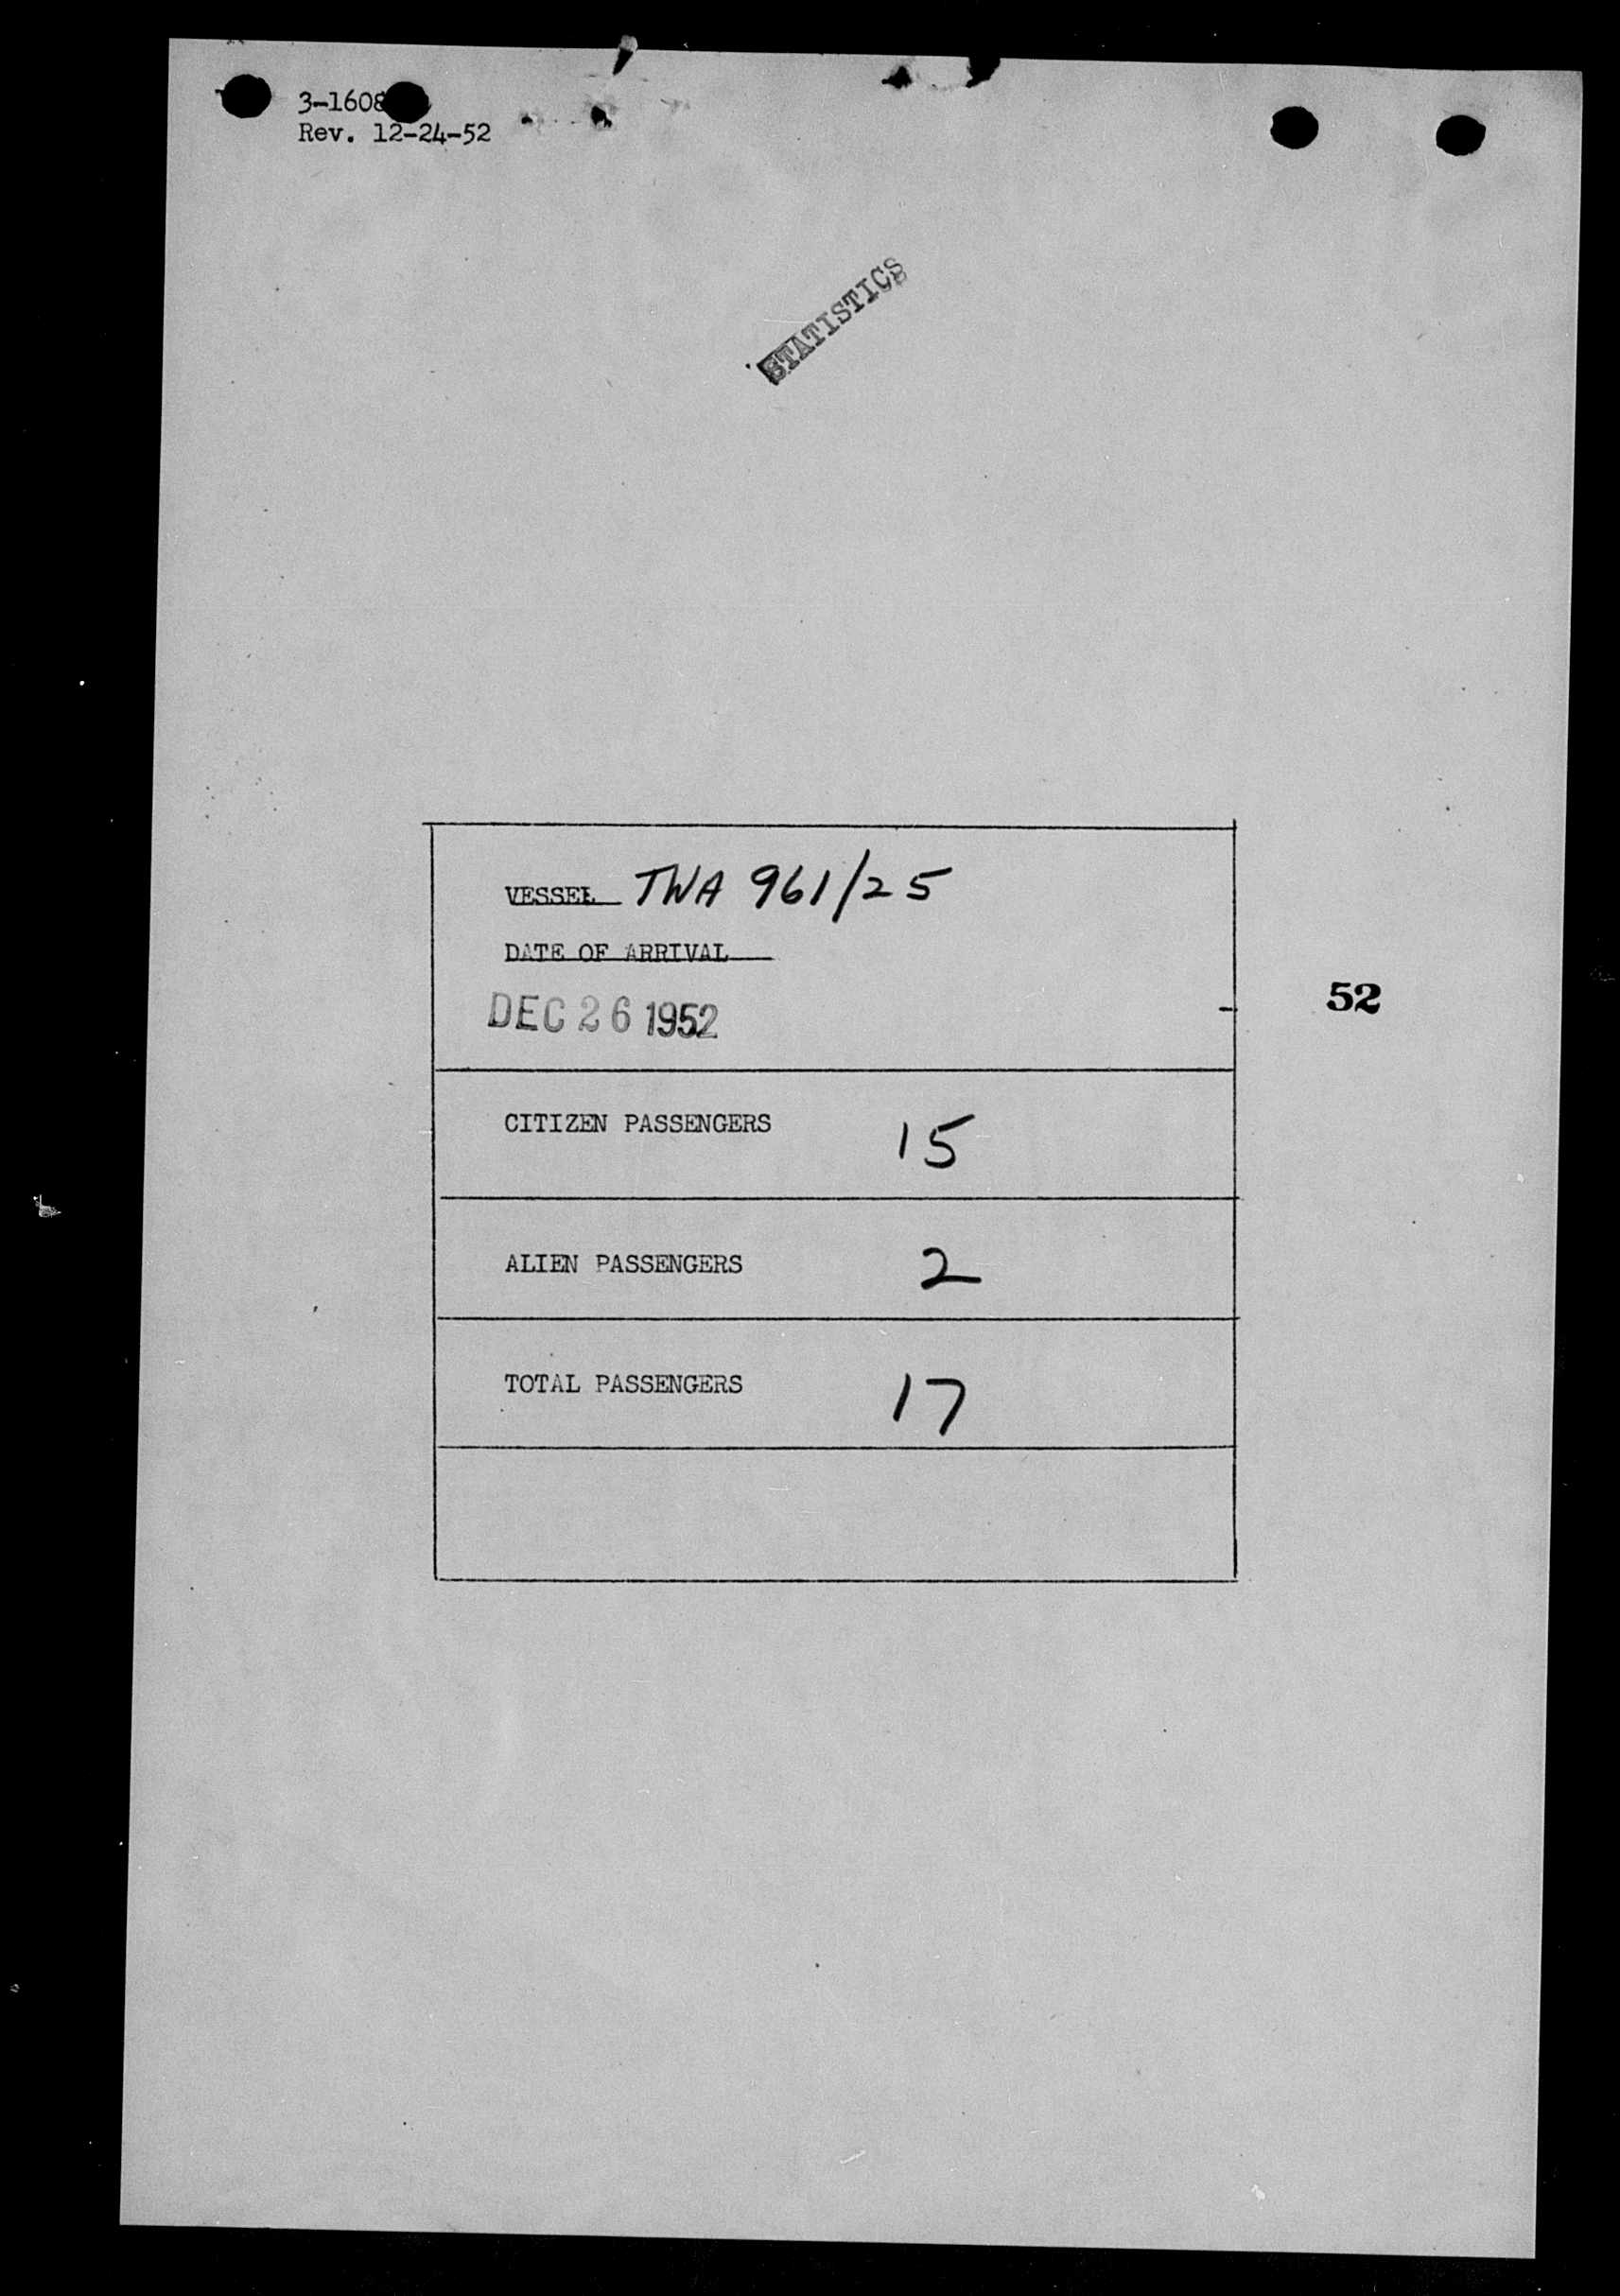 3-1608
Rev. 12-24-52
STATISTICS
VESSEL TWA 961/25
DATE OF ARRIVAL
DEC 26 1952
52
CITIZEN PASSENGERS 15
ALIEN PASSENGERS 2
TOTAL PASSENGERS 17